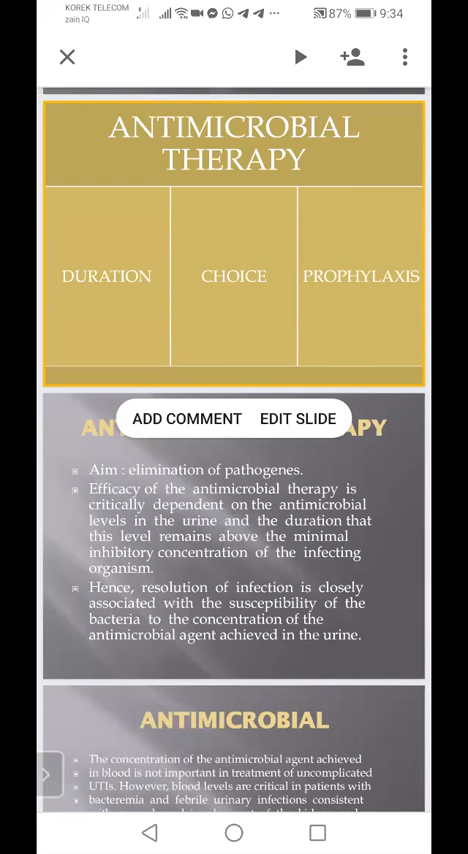 KOREK TELECOM
zain IQ
87%
9:34
ANTIMICROBIAL
THERAPY
DURATION
CHOICE
PROPHYLAXIS
ADD COMMENT
EDIT SLIDE
AN
APY
Aim : elimination of pathogenes.
Efficacy of the antimicrobial therapy is
critically dependent on the antimicrobial
levels in the urine and the duration that
this level remains above the minimal
inhibitory concentration of the infecting
organism.
Hence, resolution of infection is closely
associated with the susceptibility of the
bacteria to the concentration of the
antimicrobial agent achieved in the urine.
ANTIMICROBIAL
The concentration of the antimicrobial agent achieved
in blood is not important in treatment of uncomplicated
UTIs. However, blood levels are critical in patients with
bacteremia and febrile urinary infections consistent